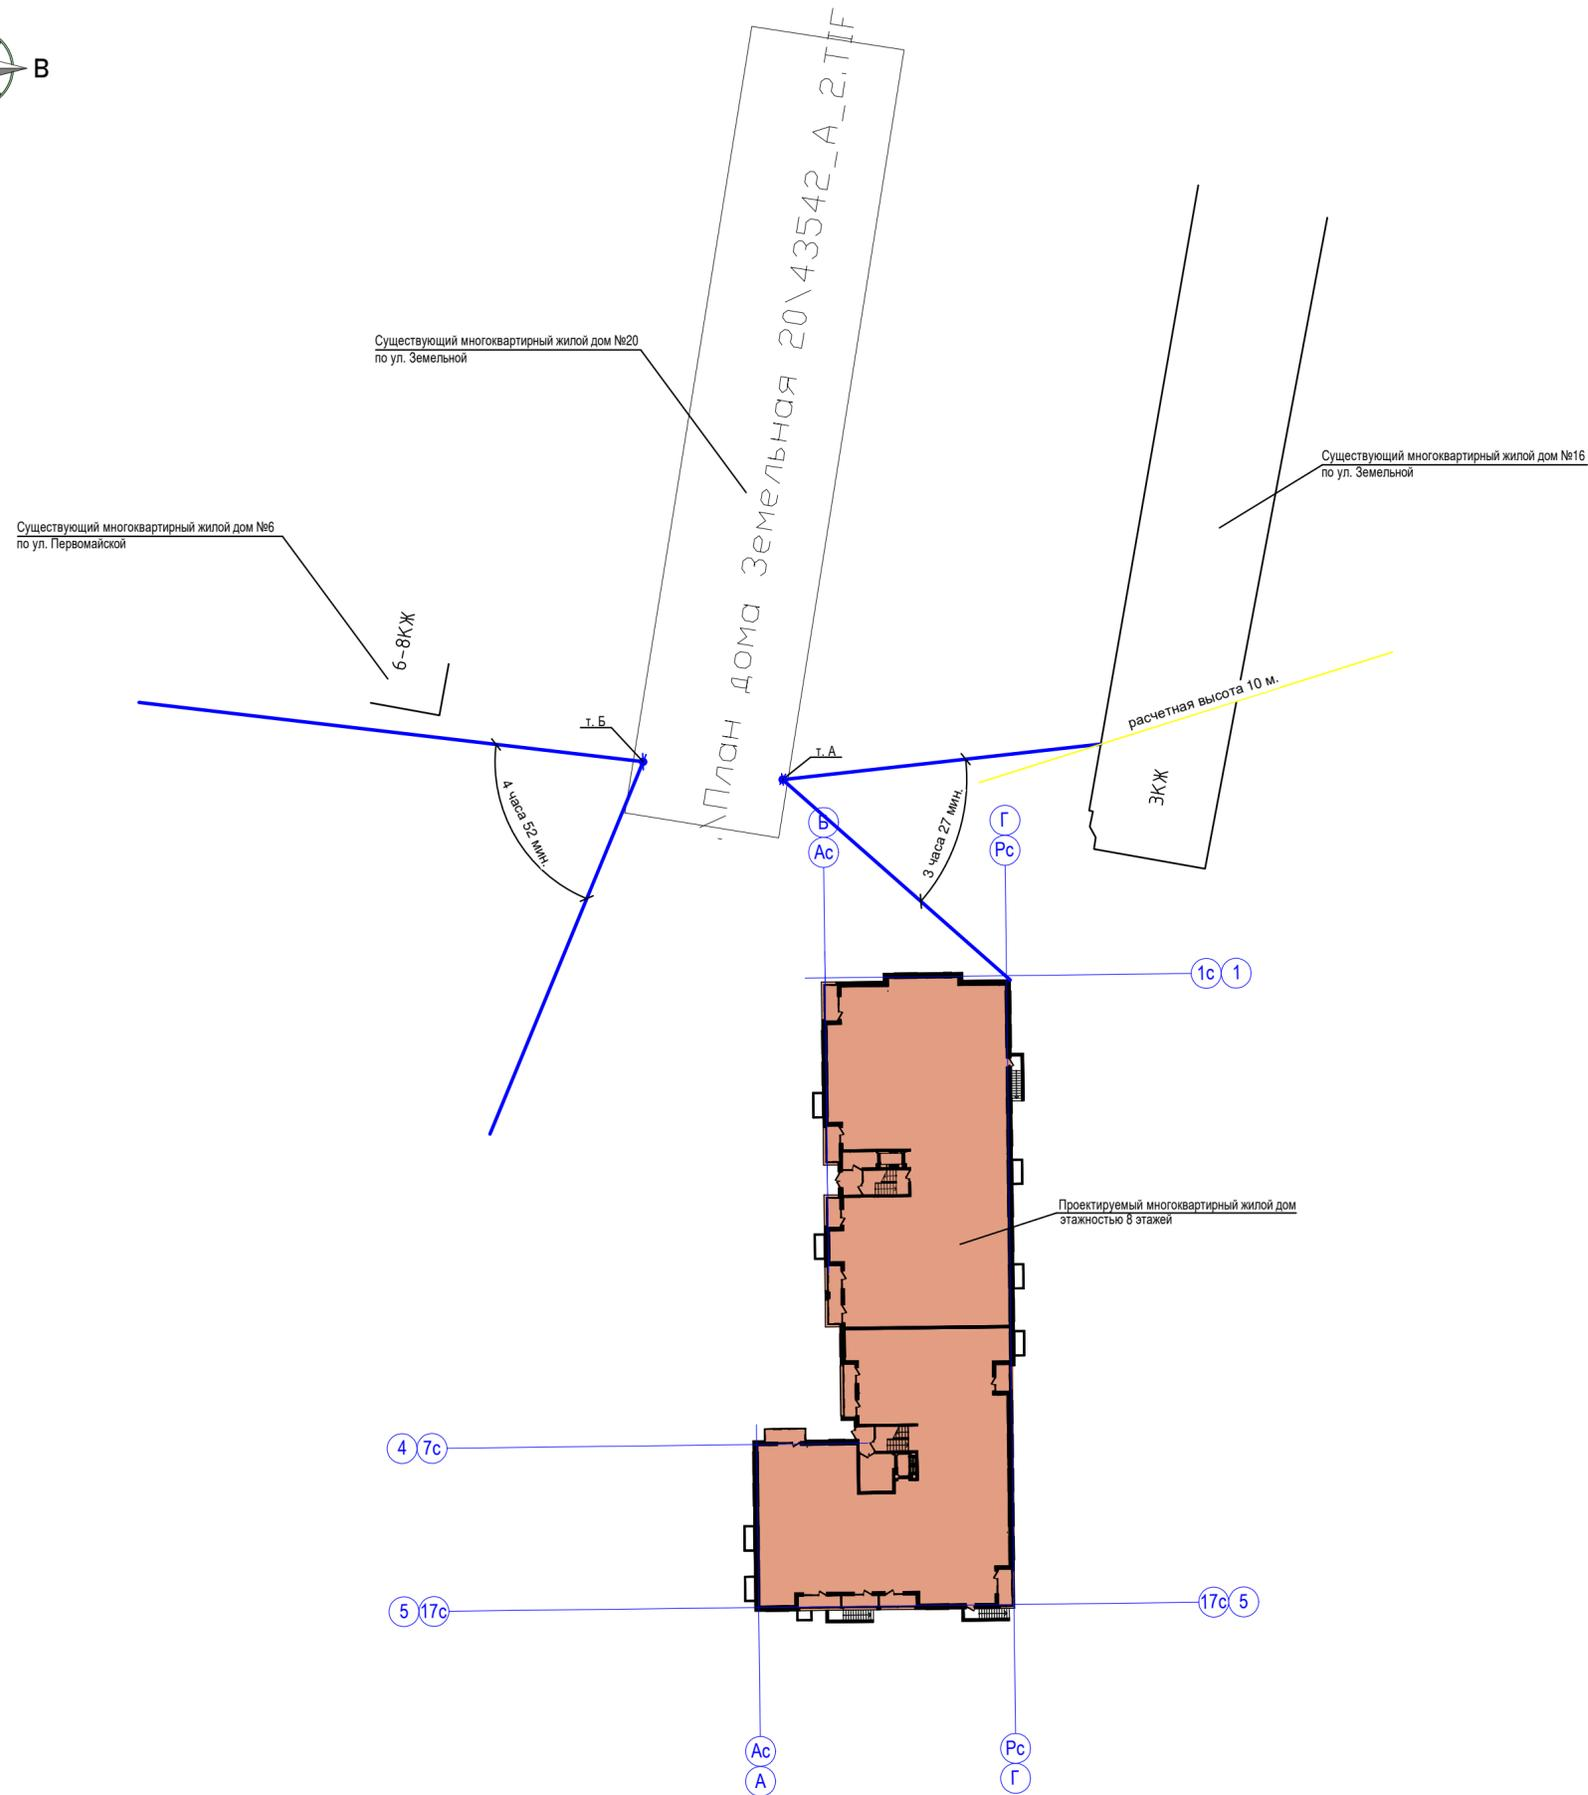 В
\План дома Земельная 20\43542_А_2.TIF
Существующий многоквартирный жилой дом №20
по ул. Земельной
Существующий многоквартирный жилой дом №16
по ул. Земельной
Существующий многоквартирный жилой дом №6
по ул. Первомайской
6-8КЖ
расчетная высота 10 м.
т. Б
т. А
3КЖ
4 часа 52 мин.
3 часа 27 мин.
Б
Г
Ас
Рс
1с 1
Проектируемый многоквартирный жилой дом
этажностью 8 этажей
4 7с
5 17с
17с 5
Ас
Рс
А
Г